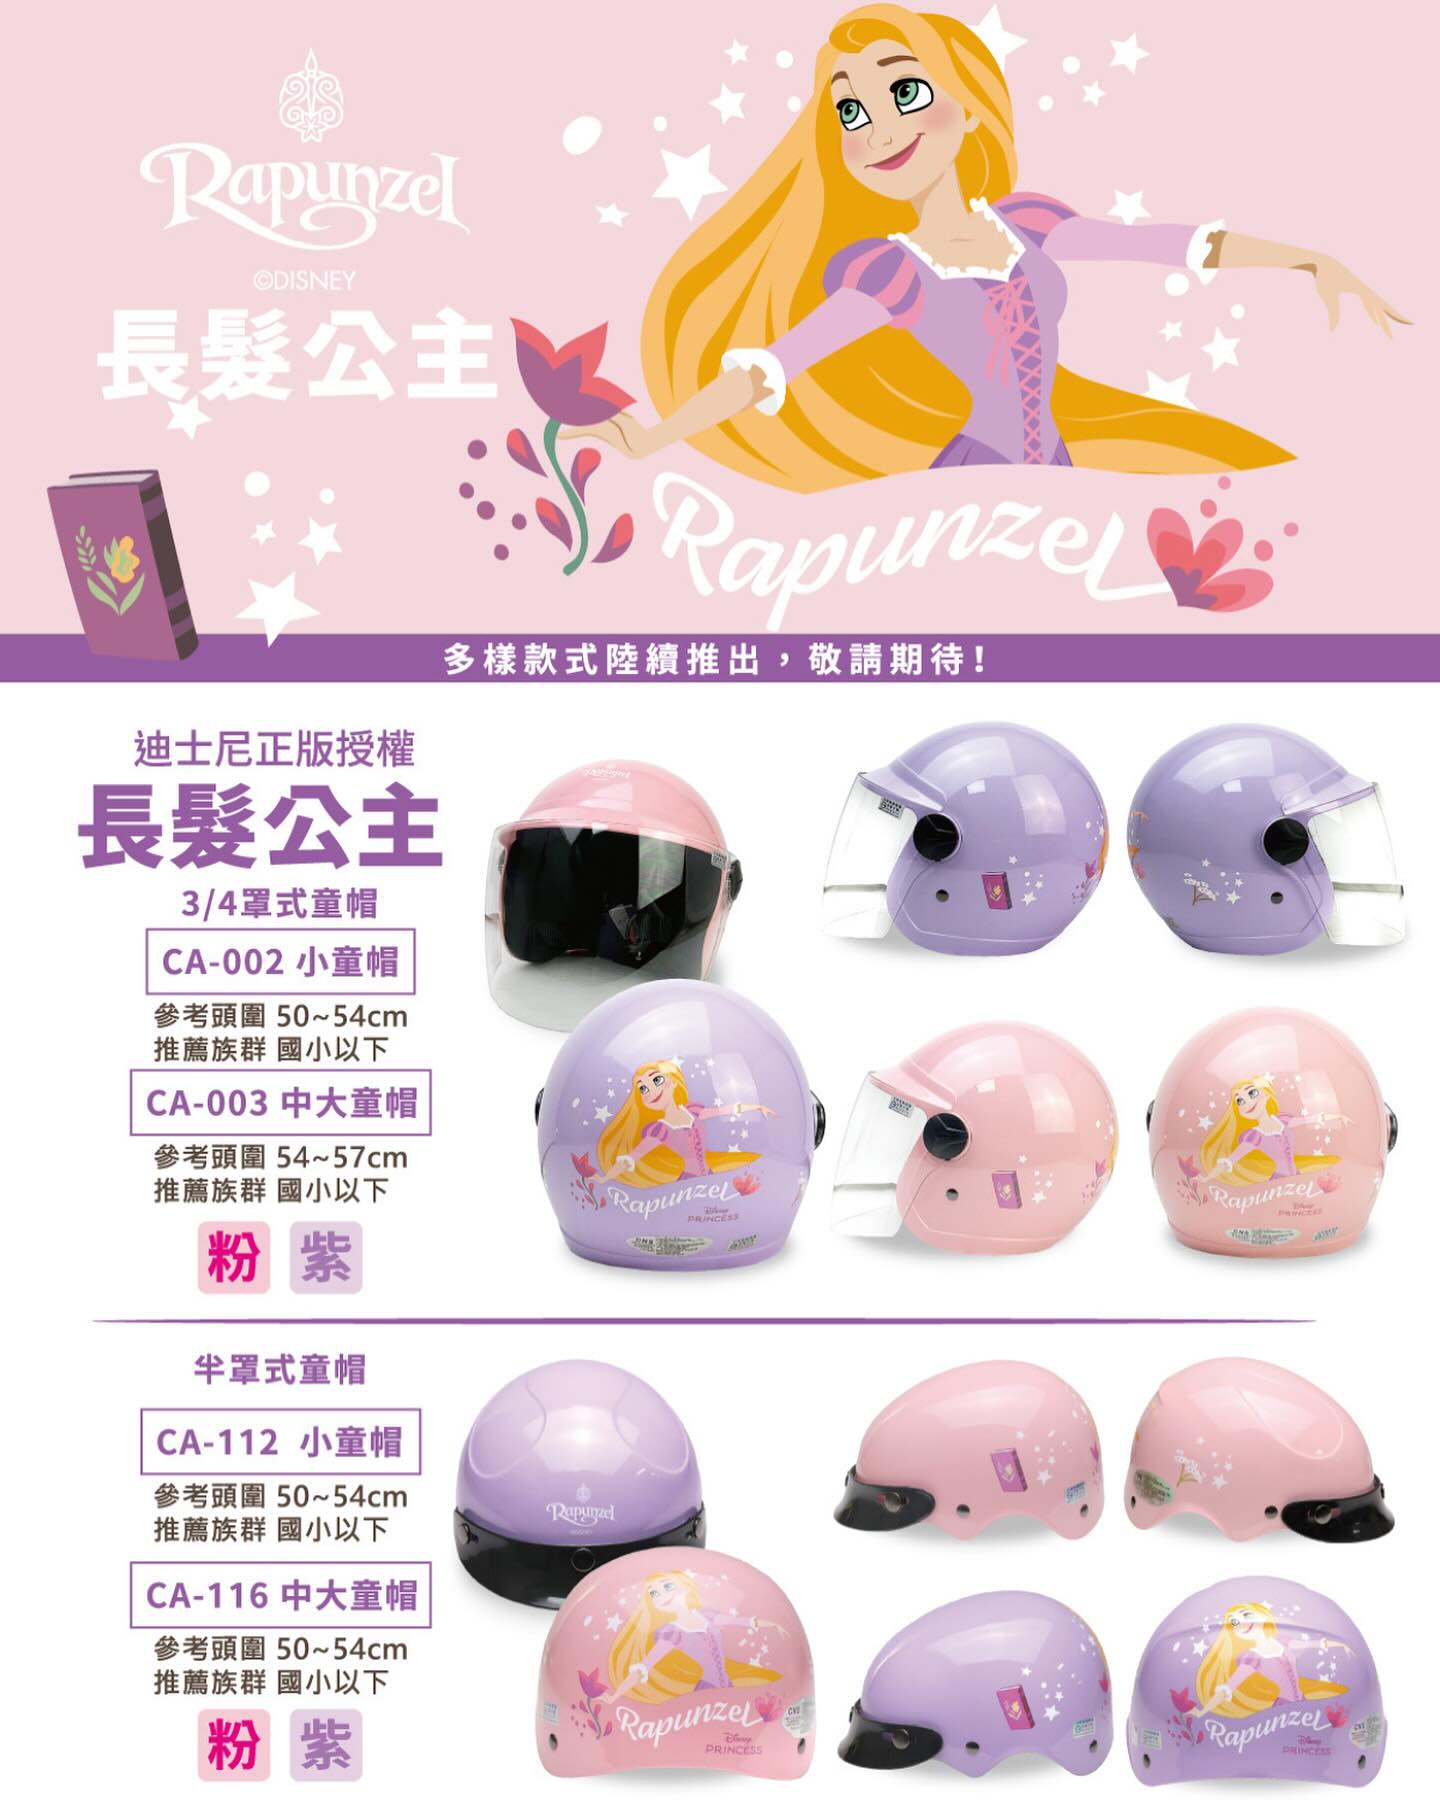 Rapunzel
©DISNEY
長髮公主
Rapunzel
多樣款式陸續推出，敬請期待！
迪士尼正版授權
長髮公主
3/4罩式童帽
CA-002 小童帽
參考頭圍 50~54cm
推薦族群 國小以下
CA-003 中大童帽
參考頭圍 54~57cm
推薦族群 國小以下
粉 紫
Rapunzel
Rapunzel
Disney
PRINCESS
Rapunzel
Disney
PRINCESS
半罩式童帽
CA-112 小童帽
參考頭圍 50~54cm
推薦族群 國小以下
CA-116 中大童帽
參考頭圍 50~54cm
推薦族群 國小以下
粉 紫
Rapunzel
Rapunzel
Disney
PRINCESS
Rapunzel
Disney
PRINCESS